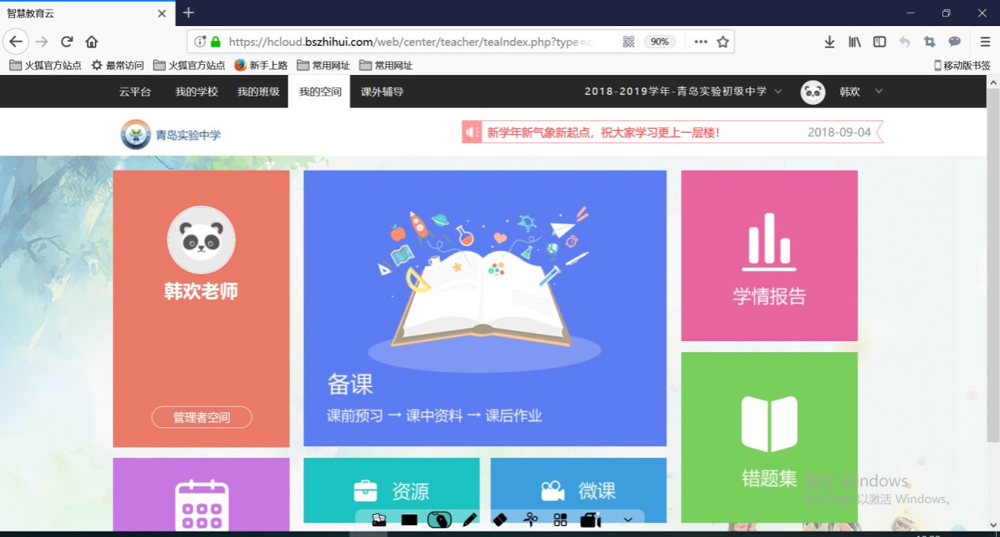 智慧教育云
https://hcloud.bszhihui.com/web/center/teacher/teaIndex.php?type=c
90%
火狐官方站点 最常访问 火狐官方站点 新手上路 常用网址 常用网址 移动版书签
云平台 我的学校 我的班级 我的空间 课外辅导 2018-2019学年-青岛实验初级中学 韩欢
青岛实验中学 新学年新气象新起点，祝大家学习更上一层楼！ 2018-09-04
韩欢老师
管理者空间
备课
课前预习 → 课中资料 → 课后作业
学情报告
错题集
资源
微课
Windows
以激活 Windows。